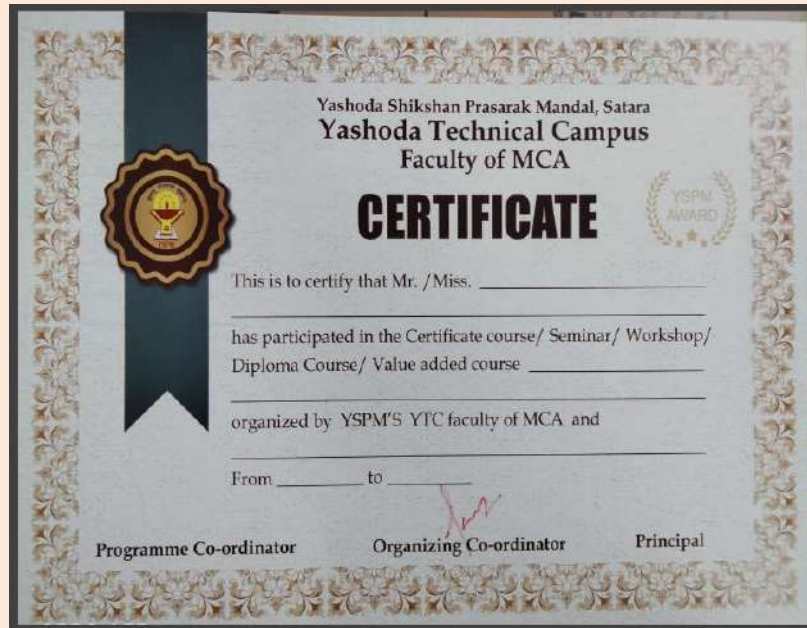 Yashoda Shikshan Prasarak Mandal, Satara
Yashoda Technical Campus
Faculty of MCA
CERTIFICATE
YSPM
AWARD
This is to certify that Mr. /Miss.
has participated in the Certificate course/ Seminar/ Workshop/
Diploma Course/ Value added course
organized by YSPM'S YTC faculty of MCA and
From to
Programme Co-ordinator Organizing Co-ordinator Principal